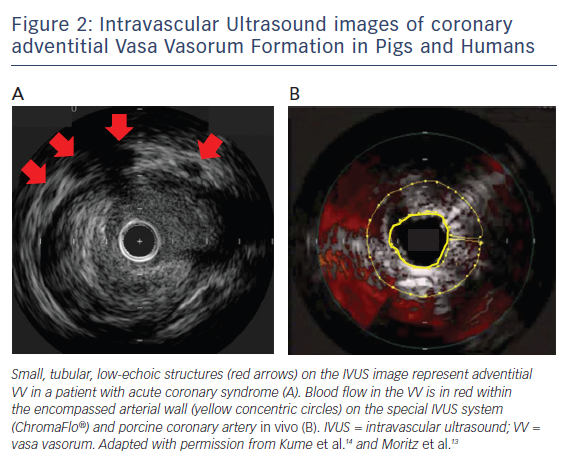 Figure 2: Intravascular Ultrasound images of coronary
adventitial Vasa Vasorum Formation in Pigs and Humans
A
B
Small, tubular, low-echoic structures (red arrows) on the IVUS image represent adventitial
VV in a patient with acute coronary syndrome (A). Blood flow in the VV is in red within
the encompassed arterial wall (yellow concentric circles) on the special IVUS system
(ChromaFlo®) and porcine coronary artery in vivo (B). IVUS = intravascular ultrasound; VV =
vasa vasorum. Adapted with permission from Kume et al.¹⁴ and Moritz et al.¹³